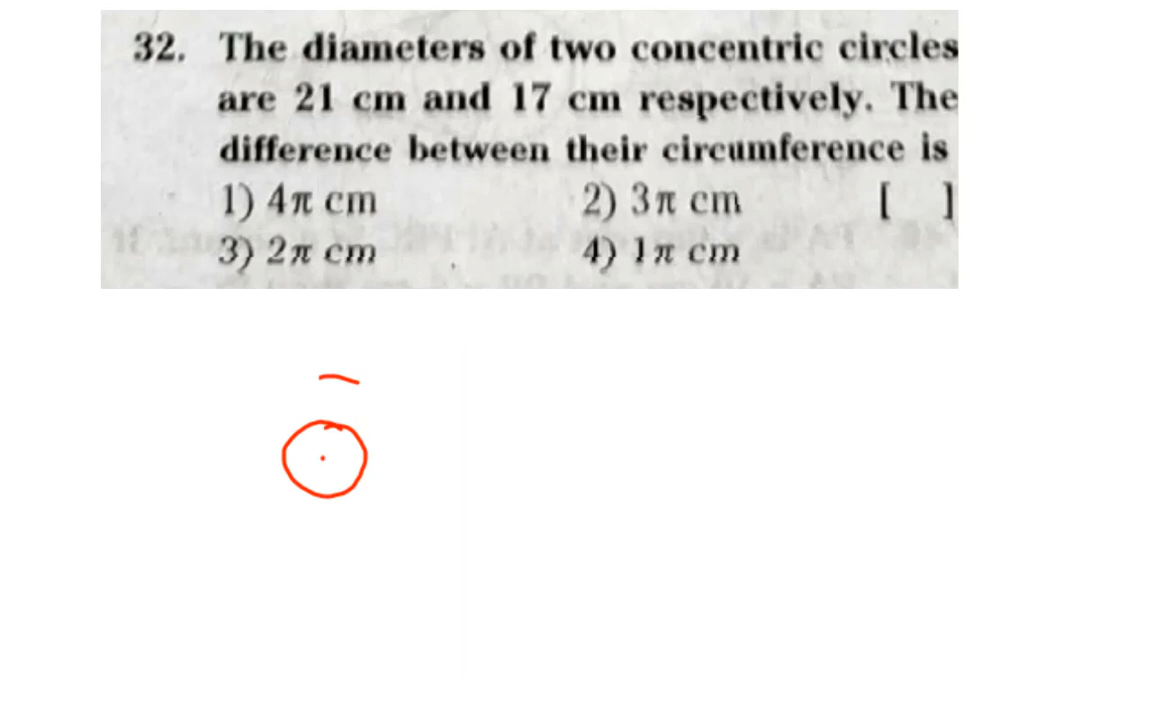 32. The diameters of two concentric circles
are 21 cm and 17 cm respectively. The
difference between their circumference is
1) 4π cm 2) 3π cm [ ]
3) 2π cm 4) 1π cm